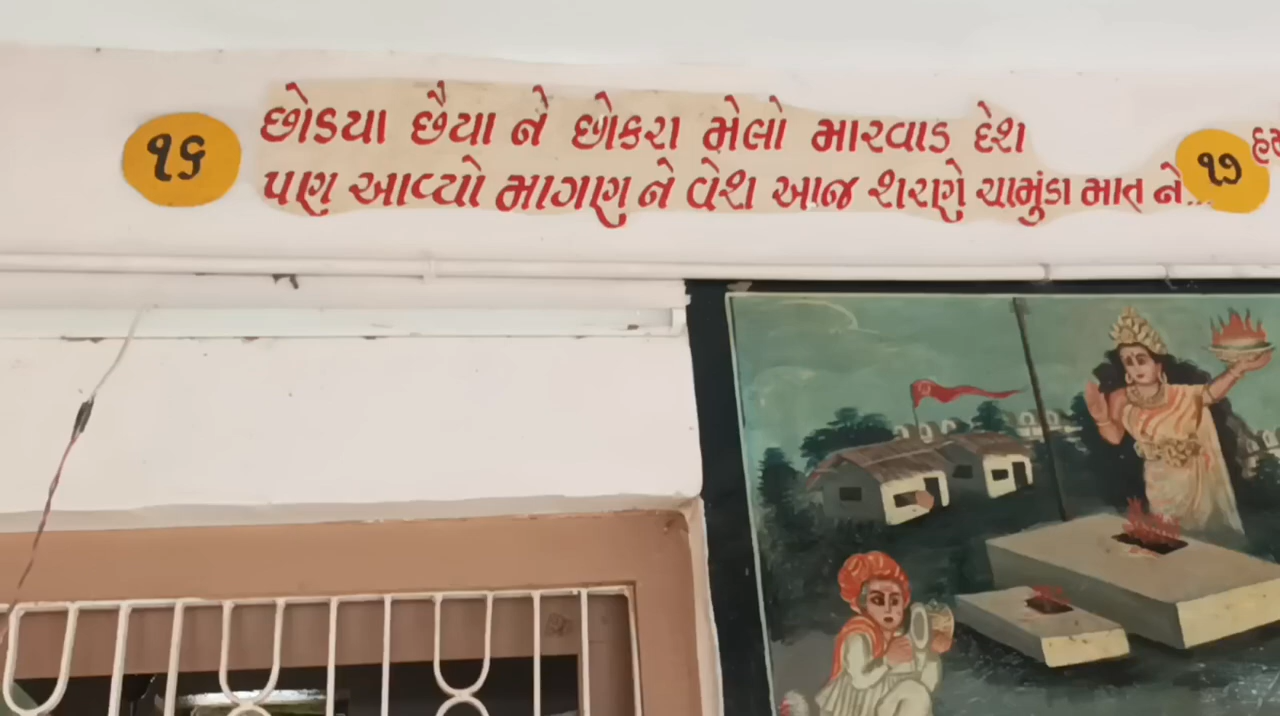 ૧૬
છોડયા છૈયા ને છોકરા મેલો મારવાડ દેશ
પણ આવ્યો માગણ ને વેશ આજ શરણે ચામુંડા માત ને...
૧૭